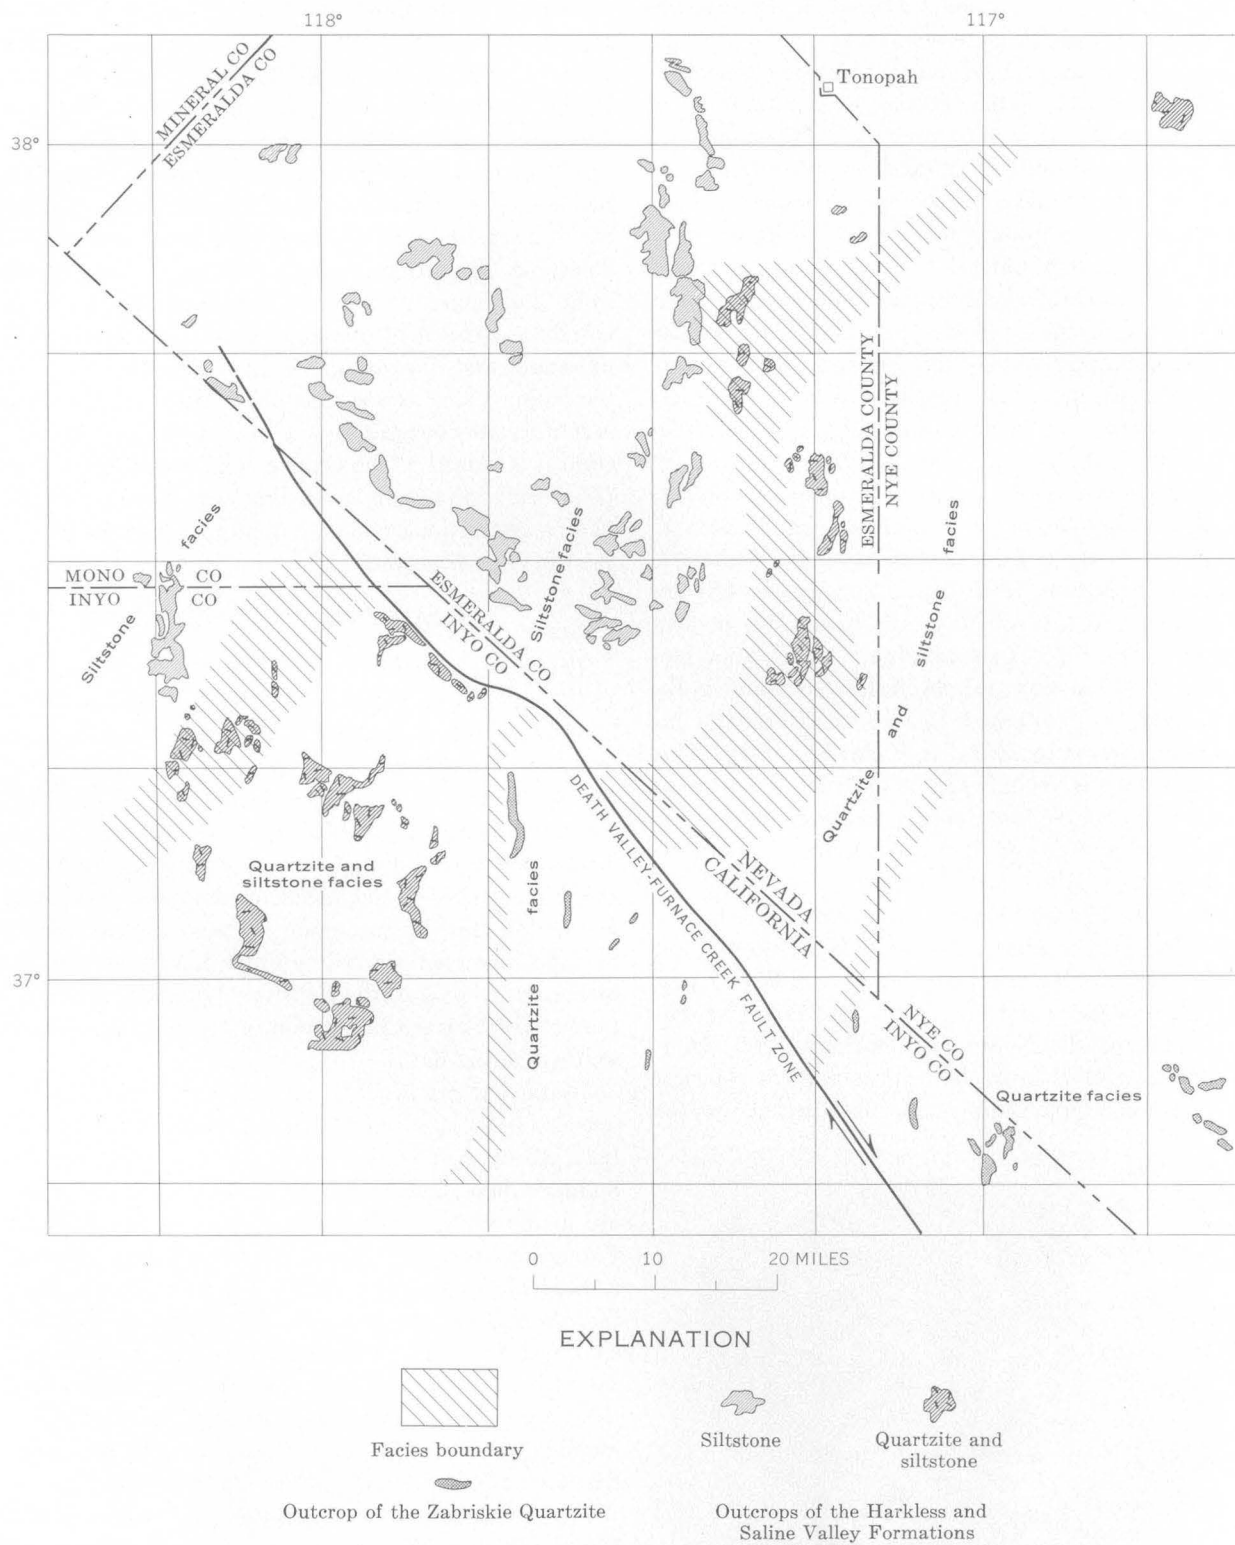 118°
117°
MINERAL CO
ESMERALDA CO
Tonopah
38°
ESMERALDA COUNTY
NYE COUNTY
Siltstone facies
MONO CO
INYO CO
Siltstone facies
ESMERALDA CO
INYO CO
Quartzite and siltstone facies
DEATH VALLEY-FURNACE CREEK FAULT ZONE
Quartzite and
siltstone facies
Quartzite facies
NEVADA
CALIFORNIA
37°
NYE CO
INYO CO
Quartzite facies
0 10 20 MILES
EXPLANATION
Facies boundary
Siltstone
Quartzite and
siltstone
Outcrop of the Zabriskie Quartzite
Outcrops of the Harkless and
Saline Valley Formations